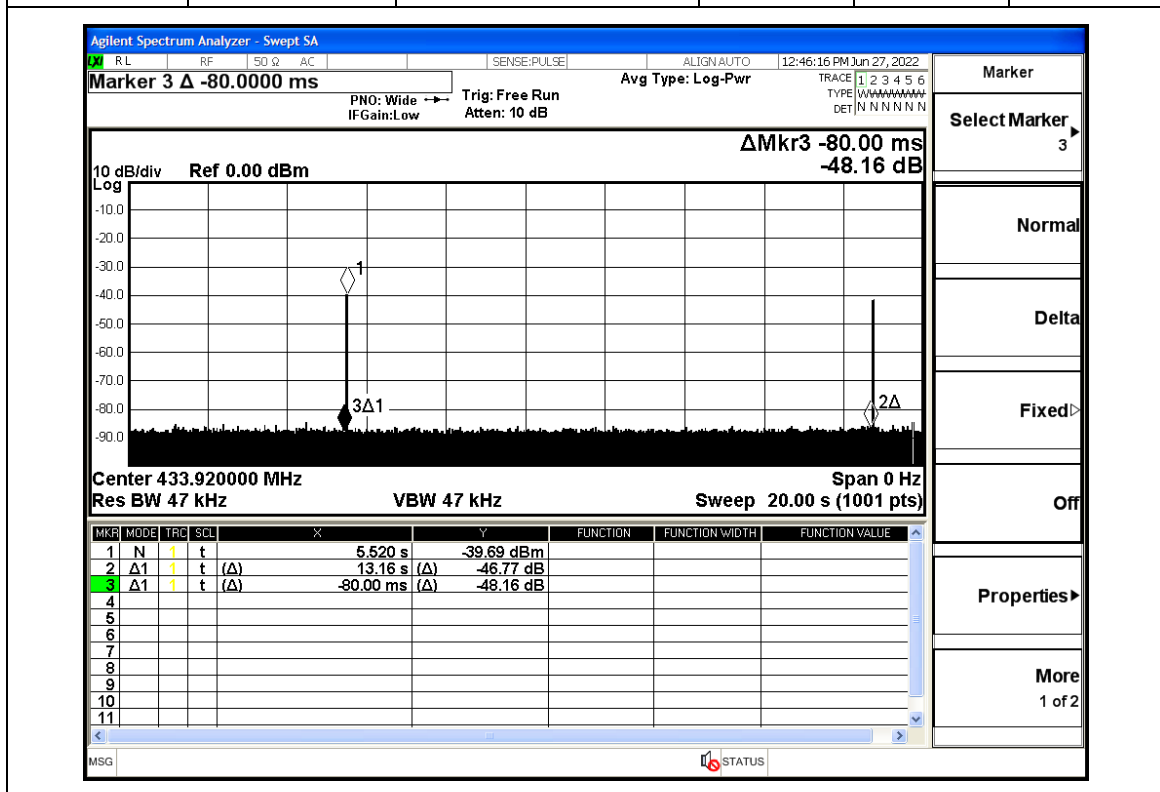 Agilent Spectrum Analyzer - Swept SA
LXI RL RF 50 Ω AC SENSE:PULSE ALIGN AUTO 12:46:16 PM Jun 27, 2022
Marker 3 Δ -80.0000 ms
PNO: Wide
IFGain:Low
Trig: Free Run
Atten: 10 dB
Avg Type: Log-Pwr
TRACE 1 2 3 4 5 6
TYPE WWWWWW
DET N N N N N N
ΔMkr3 -80.00 ms
-48.16 dB
10 dB/div Ref 0.00 dBm
Log
-10.0
-20.0
-30.0
-40.0
-50.0
-60.0
-70.0
-80.0
-90.0
1
3Δ1
2Δ
Center 433.920000 MHz Span 0 Hz
Res BW 47 kHz VBW 47 kHz Sweep 20.00 s (1001 pts)
MKR MODE TRC SCL X Y FUNCTION FUNCTION WIDTH FUNCTION VALUE
1 N 1 t 5.520 s -39.69 dBm
2 Δ1 1 t (Δ) 13.16 s (Δ) -46.77 dB
3 Δ1 1 t (Δ) -80.00 ms (Δ) -48.16 dB
4
5
6
7
8
9
10
11
MSG STATUS
Marker
Select Marker
3
Normal
Delta
Fixed
Off
Properties
More
1 of 2